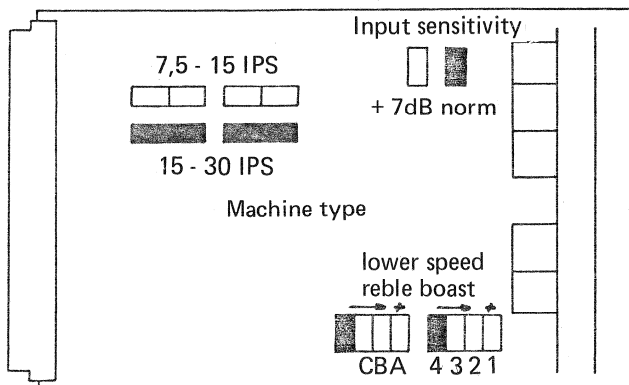 Input sensitivity
7,5 - 15 IPS
+ 7dB norm
15 - 30 IPS
Machine type
lower speed
reble boast
+ +
CBA 4 3 2 1